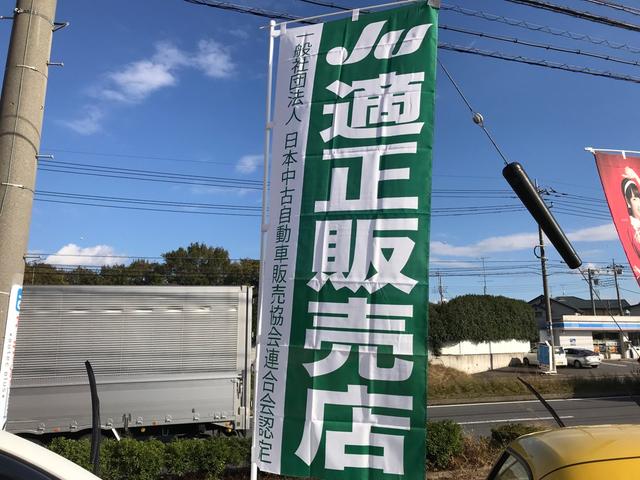 JU
適正販売店
一般社団法人 日本中古自動車販売協会連合会認定